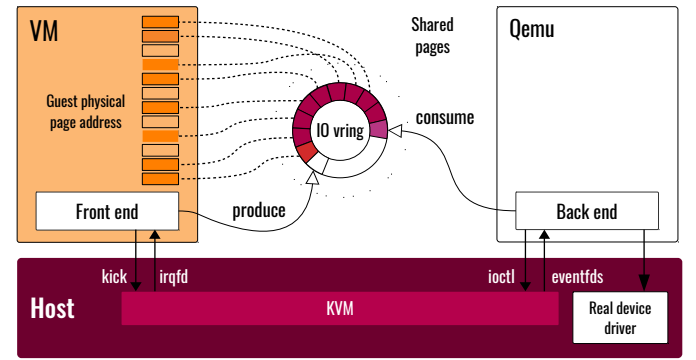 VM
Shared
pages
Qemu
Guest physical
page address
IO vring
consume
Front end
produce
Back end
kick
irqfd
ioctl
eventfds
Host
KVM
Real device
driver